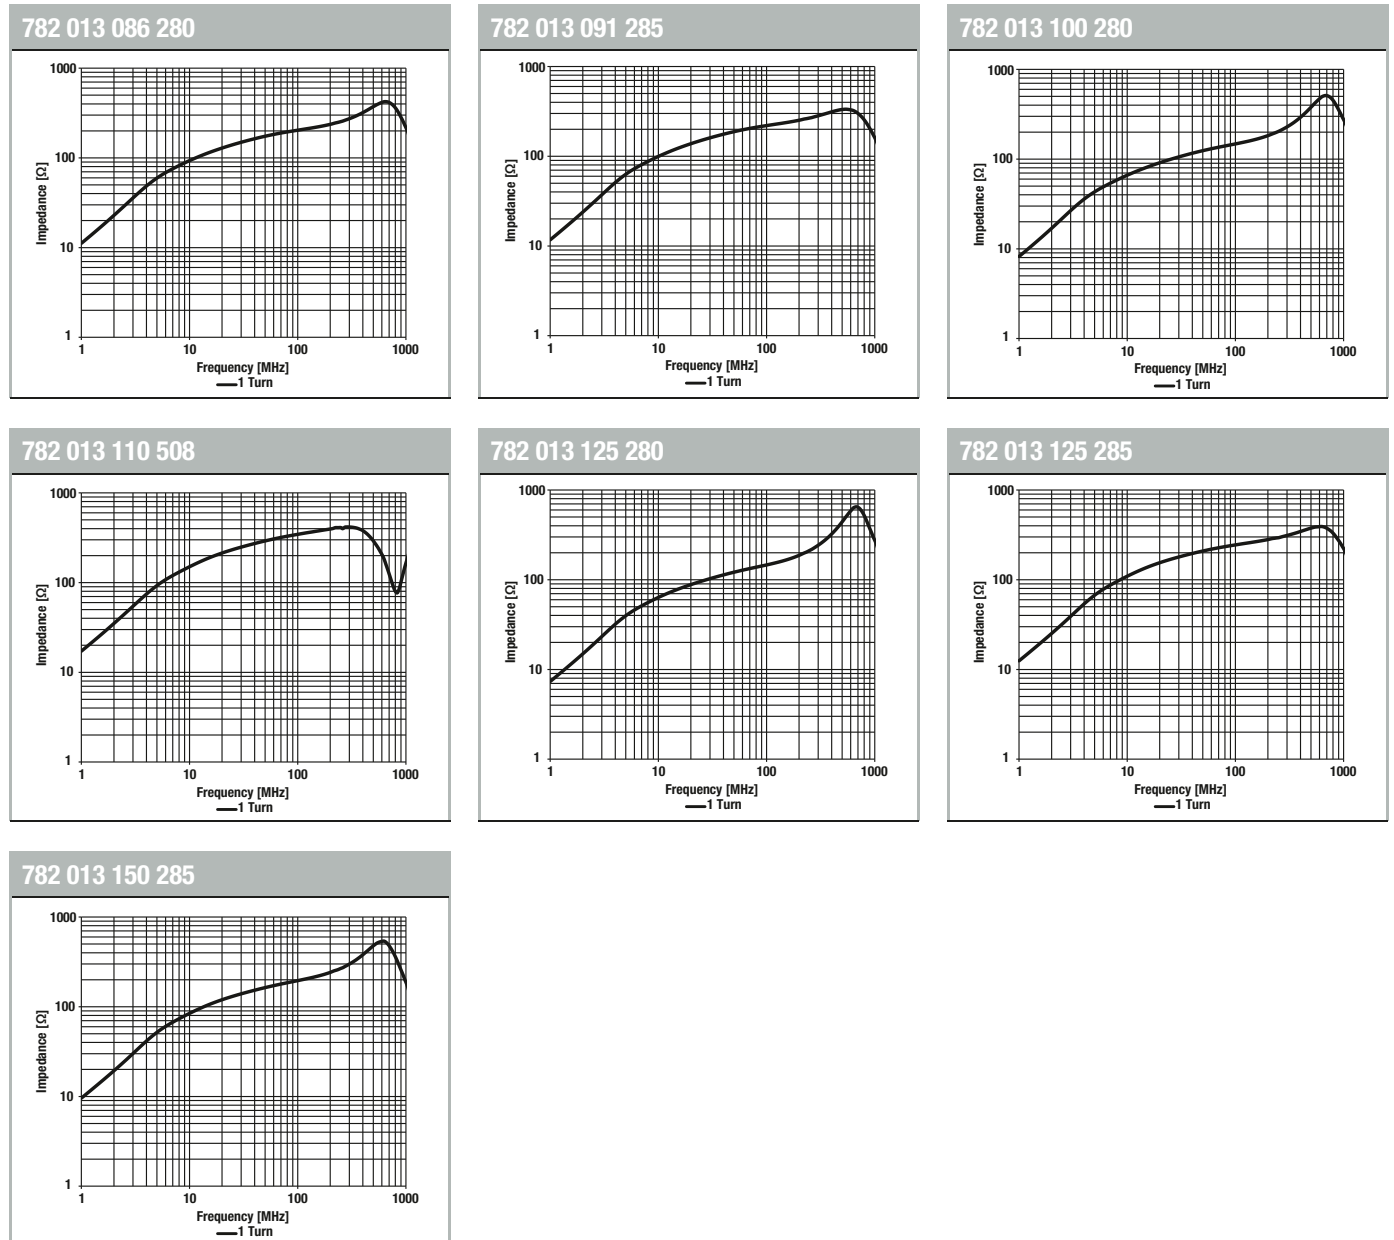 782 013 086 280
1000
100
10
1
Impedance [Ω]
1 10 100 1000
Frequency [MHz]
1 Turn
782 013 091 285
1000
100
10
1
Impedance [Ω]
1 10 100 1000
Frequency [MHz]
1 Turn
782 013 100 280
1000
100
10
1
Impedance [Ω]
1 10 100 1000
Frequency [MHz]
1 Turn
782 013 110 508
1000
100
10
1
Impedance [Ω]
1 10 100 1000
Frequency [MHz]
1 Turn
782 013 125 280
1000
100
10
1
Impedance [Ω]
1 10 100 1000
Frequency [MHz]
1 Turn
782 013 125 285
1000
100
10
1
Impedance [Ω]
1 10 100 1000
Frequency [MHz]
1 Turn
782 013 150 285
1000
100
10
1
Impedance [Ω]
1 10 100 1000
Frequency [MHz]
1 Turn